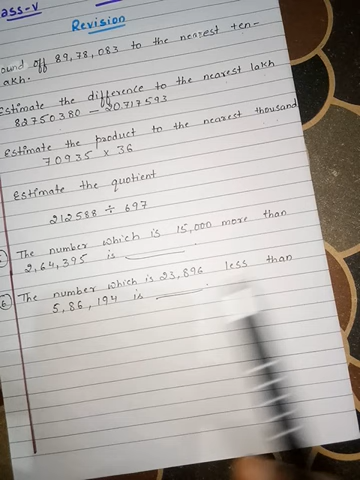 ass-V
Revision
ound off 89,78,083 to the nearest ten-
akh.
Estimate the difference to the nearest lakh
82750380 - 20717593
Estimate the product to the nearest thousand
70935 x 36
Estimate the quotient
212588 ÷ 697
The number which is 15,000 more than
2,64,395 is ______
6 The number which is 23,896 less than
5,86,194 is ______.